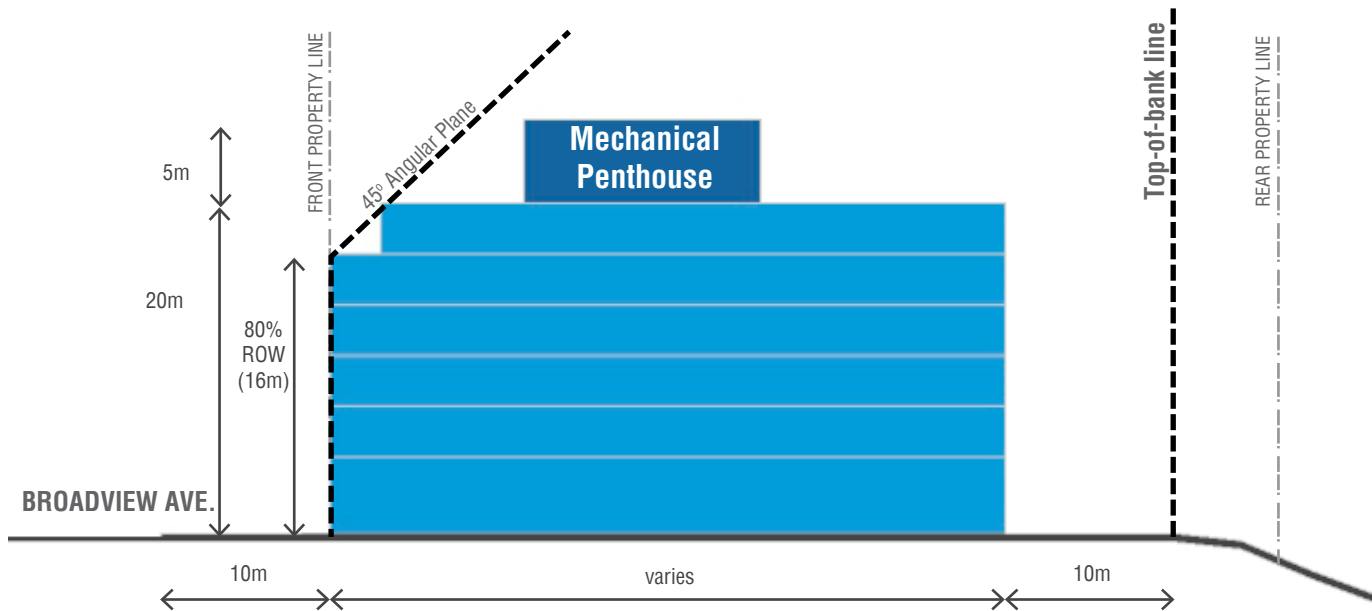 FRONT PROPERTY LINE
45º Angular Plane
Mechanical
Penthouse
Top-of-bank line
REAR PROPERTY LINE
5m
20m
80%
ROW
(16m)
BROADVIEW AVE.
10m
varies
10m